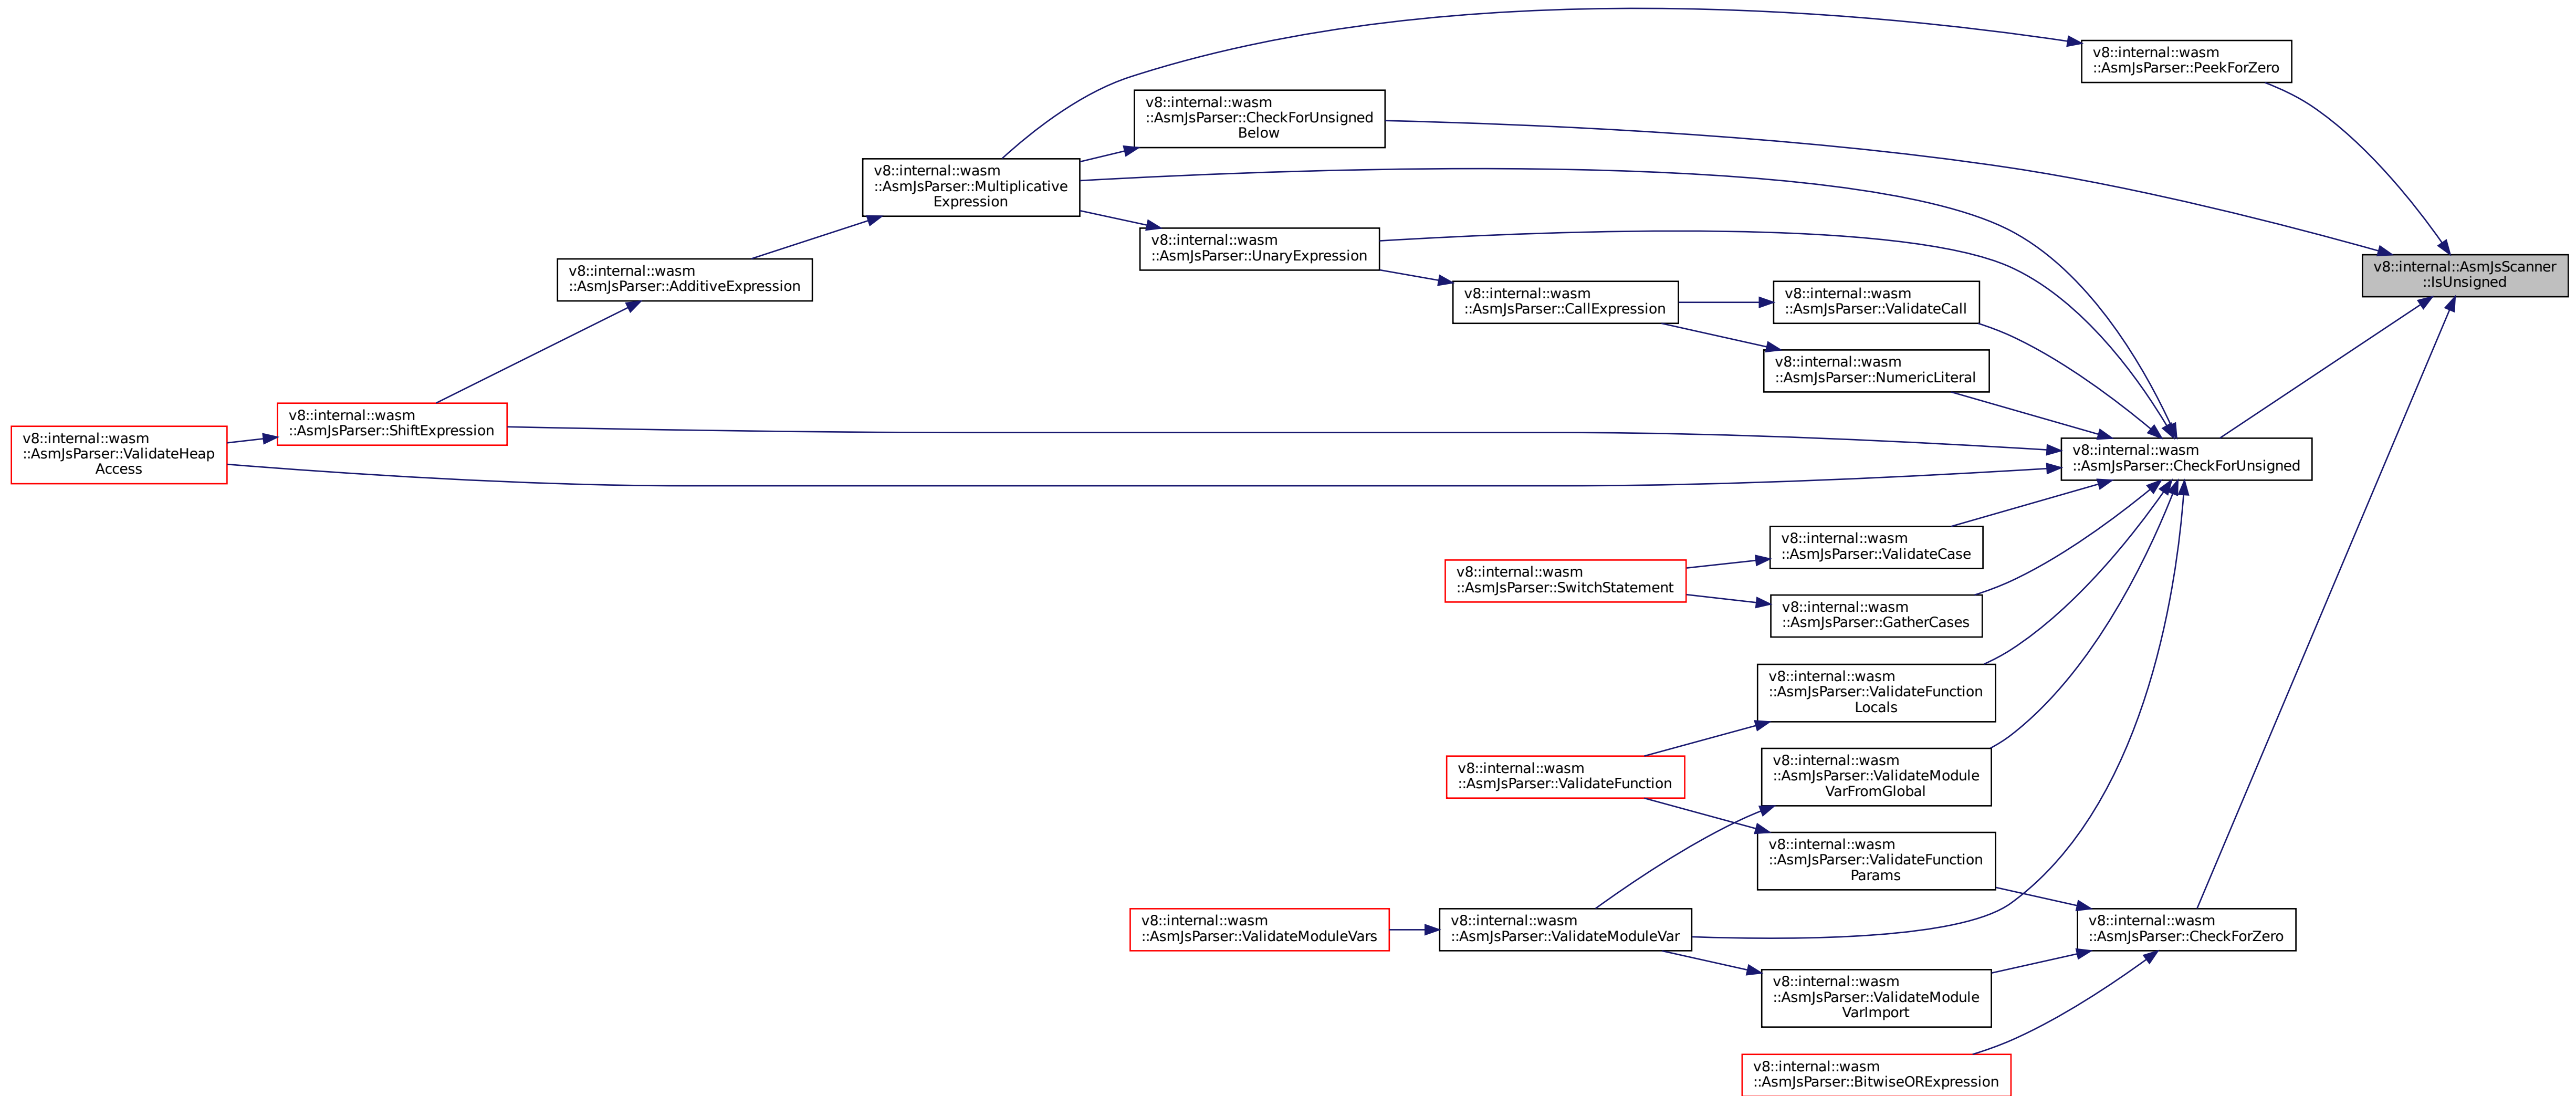 v8::internal::wasm
::AsmJsParser::PeekForZero
v8::internal::wasm
::AsmJsParser::CheckForUnsigned
Below
v8::internal::wasm
::AsmJsParser::Multiplicative
Expression
v8::internal::wasm
::AsmJsParser::UnaryExpression
v8::internal::AsmJsScanner
::IsUnsigned
v8::internal::wasm
::AsmJsParser::AdditiveExpression
v8::internal::wasm
::AsmJsParser::CallExpression
v8::internal::wasm
::AsmJsParser::ValidateCall
v8::internal::wasm
::AsmJsParser::NumericLiteral
v8::internal::wasm
::AsmJsParser::ShiftExpression
v8::internal::wasm
::AsmJsParser::ValidateHeap
Access
v8::internal::wasm
::AsmJsParser::CheckForUnsigned
v8::internal::wasm
::AsmJsParser::ValidateCase
v8::internal::wasm
::AsmJsParser::SwitchStatement
v8::internal::wasm
::AsmJsParser::GatherCases
v8::internal::wasm
::AsmJsParser::ValidateFunction
Locals
v8::internal::wasm
::AsmJsParser::ValidateFunction
v8::internal::wasm
::AsmJsParser::ValidateModule
VarFromGlobal
v8::internal::wasm
::AsmJsParser::ValidateFunction
Params
v8::internal::wasm
::AsmJsParser::ValidateModuleVars
v8::internal::wasm
::AsmJsParser::ValidateModuleVar
v8::internal::wasm
::AsmJsParser::CheckForZero
v8::internal::wasm
::AsmJsParser::ValidateModule
VarImport
v8::internal::wasm
::AsmJsParser::BitwiseORExpression